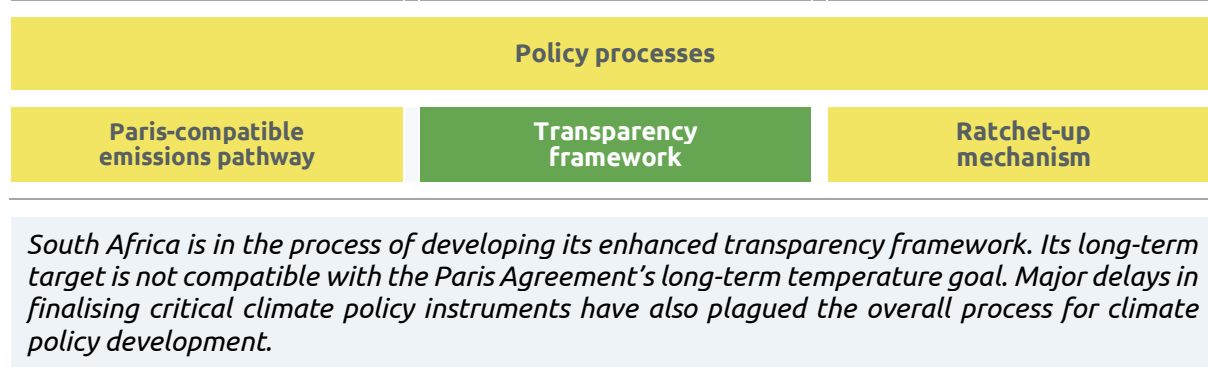 Policy processes
Paris-compatible
emissions pathway
Transparency
framework
Ratchet-up
mechanism
South Africa is in the process of developing its enhanced transparency framework. Its long-term
target is not compatible with the Paris Agreement's long-term temperature goal. Major delays in
finalising critical climate policy instruments have also plagued the overall process for climate
policy development.